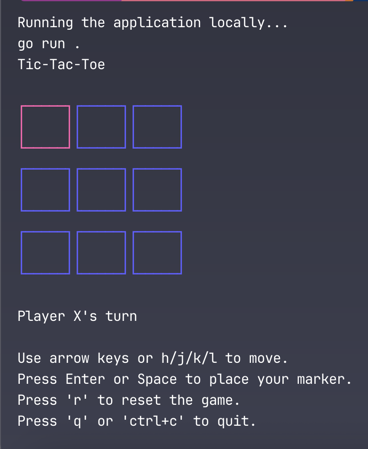 Running the application locally...
go run .
Tic-Tac-Toe
Player X's turn
Use arrow keys or h/j/k/l to move.
Press Enter or Space to place your marker.
Press 'r' to reset the game.
Press 'q' or 'ctrl+c' to quit.